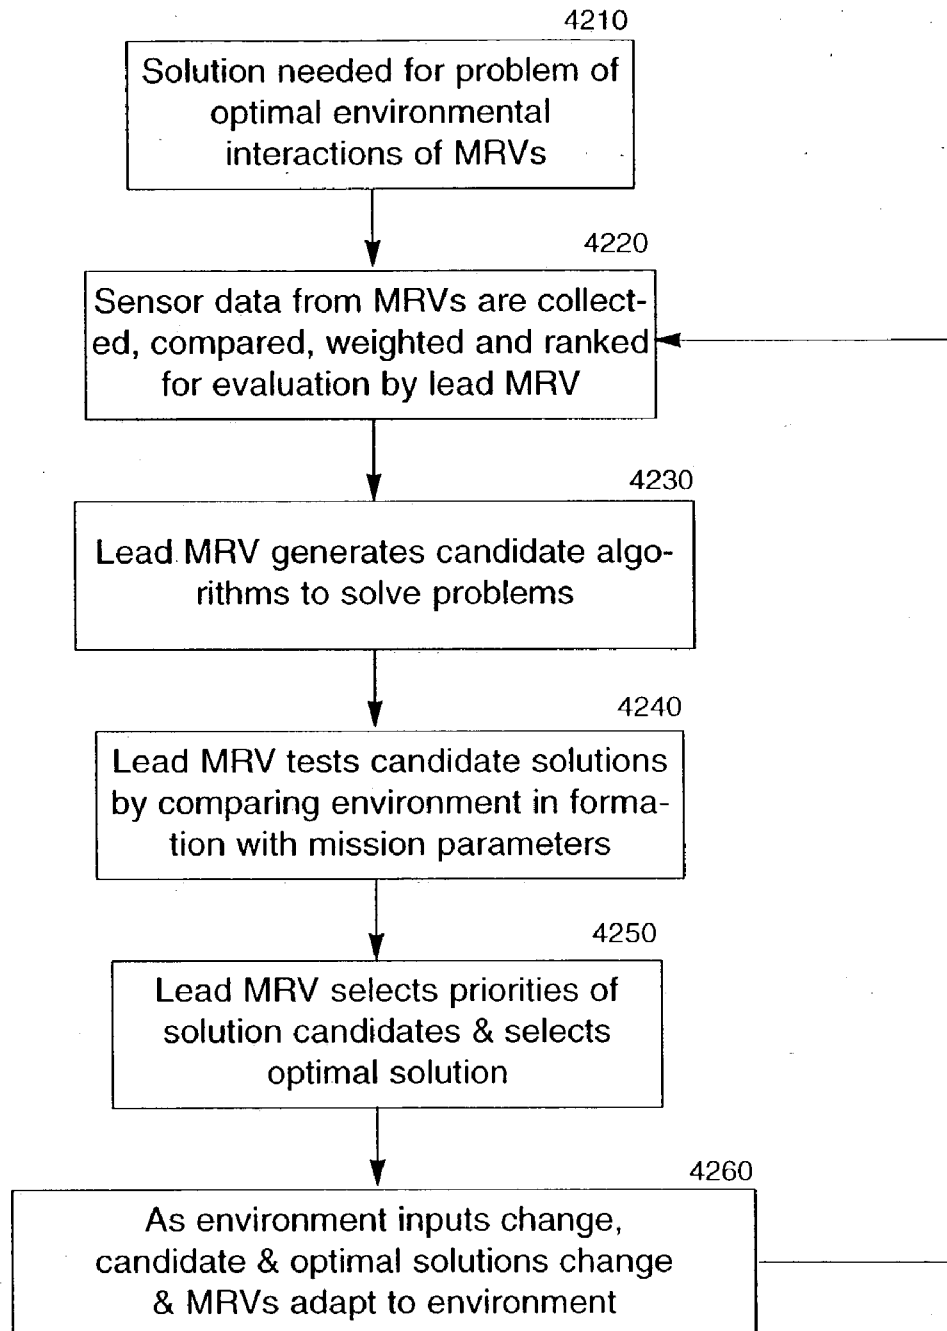 4210
Solution needed for problem of
optimal environmental
interactions of MRVs
4220
Sensor data from MRVs are collect-
ed, compared, weighted and ranked
for evaluation by lead MRV
4230
Lead MRV generates candidate algo-
rithms to solve problems
4240
Lead MRV tests candidate solutions
by comparing environment in forma-
tion with mission parameters
4250
Lead MRV selects priorities of
solution candidates & selects
optimal solution
4260
As environment inputs change,
candidate & optimal solutions change
& MRVs adapt to environment